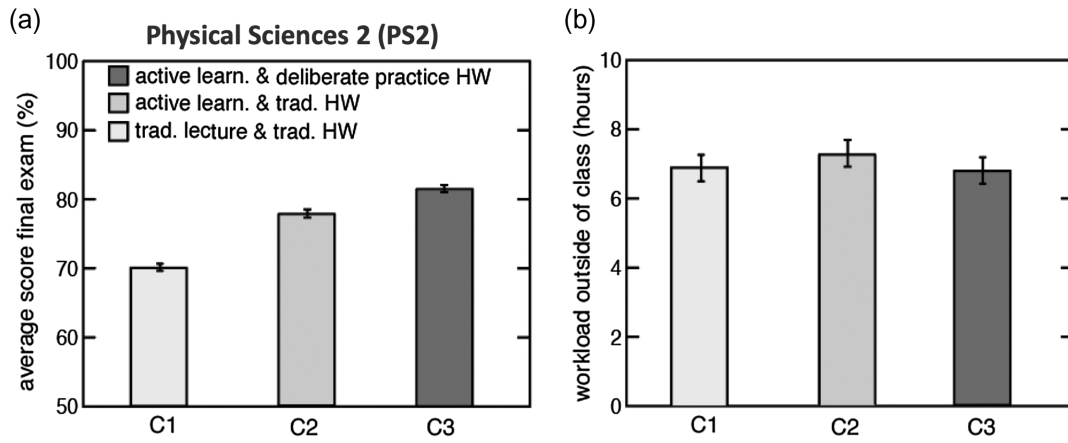 (a)
Physical Sciences 2 (PS2)
100
90
80
70
60
50
average score final exam (%)
active learn. & deliberate practice HW
active learn. & trad. HW
trad. lecture & trad. HW
C1 C2 C3
(b)
10
8
6
4
2
0
workload outside of class (hours)
C1 C2 C3